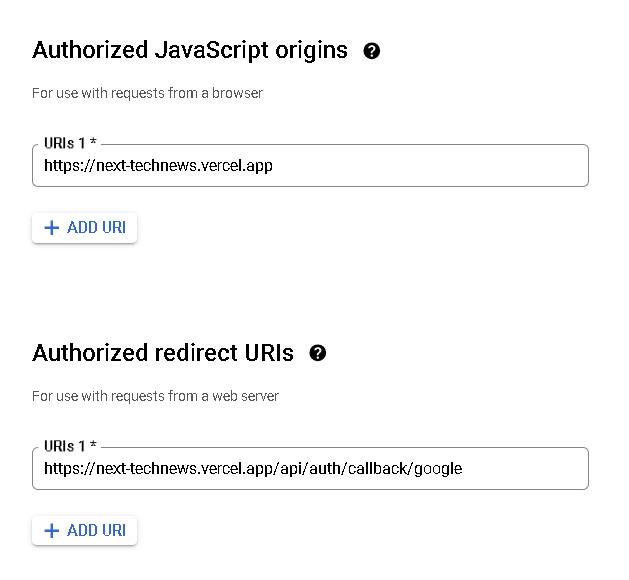 Authorized JavaScript origins ?
For use with requests from a browser
URIs 1 *
https://next-technews.vercel.app
+ ADD URI
Authorized redirect URIs ?
For use with requests from a web server
URIs 1 *
https://next-technews.vercel.app/api/auth/callback/google
+ ADD URI